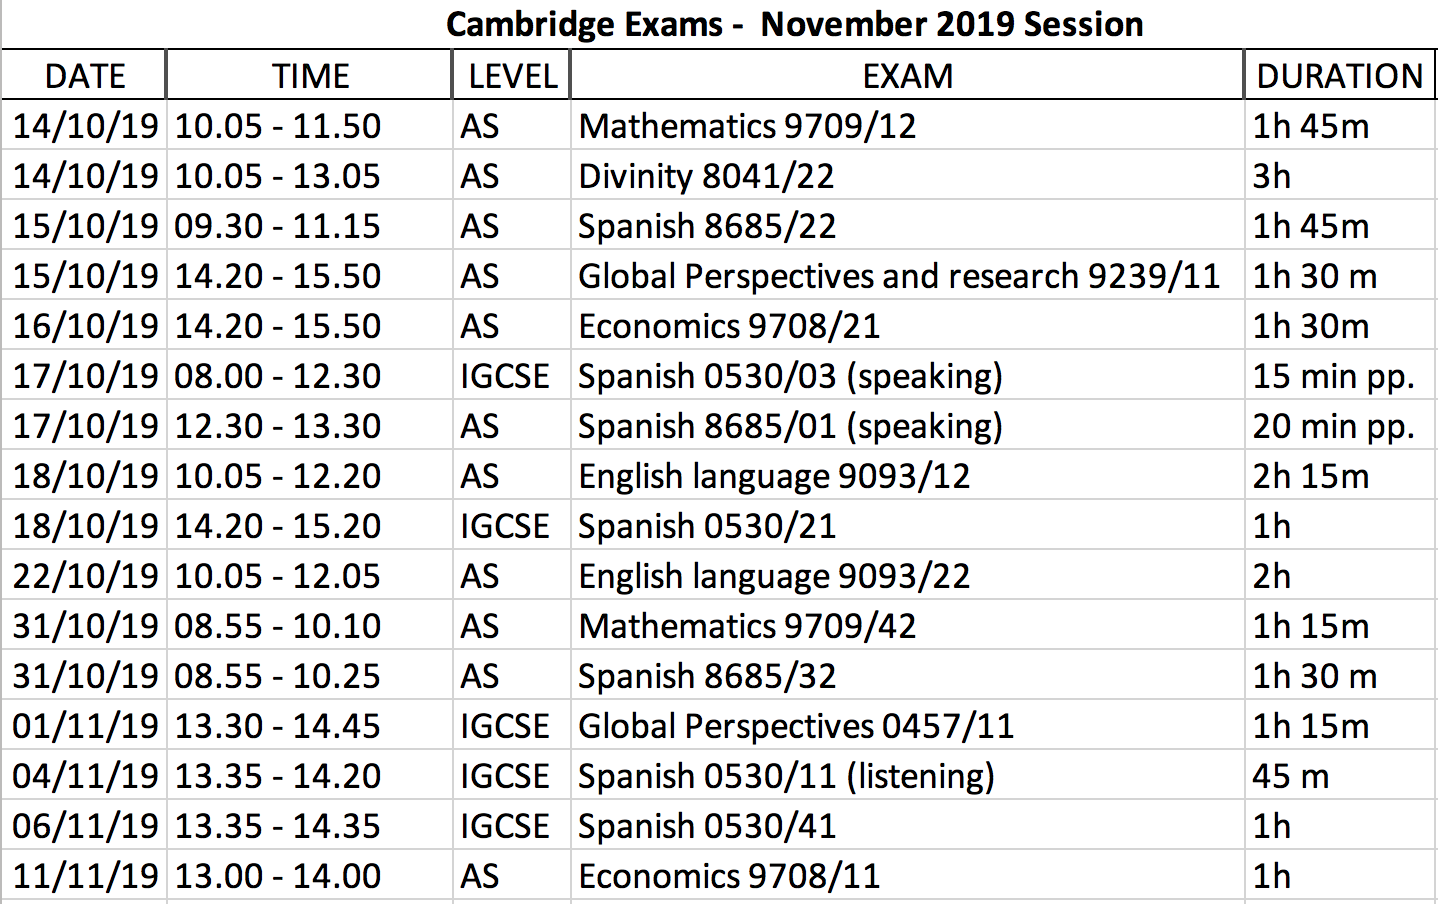 Cambridge Exams -  November 2019 Session
DATE TIME LEVEL EXAM DURATION
14/10/19 10.05 - 11.50 AS Mathematics 9709/12 1h 45m
14/10/19 10.05 - 13.05 AS Divinity 8041/22 3h
15/10/19 09.30 - 11.15 AS Spanish 8685/22 1h 45m
15/10/19 14.20 - 15.50 AS Global Perspectives and research 9239/11 1h 30 m
16/10/19 14.20 - 15.50 AS Economics 9708/21 1h 30m
17/10/19 08.00 - 12.30 IGCSE Spanish 0530/03 (speaking) 15 min pp.
17/10/19 12.30 - 13.30 AS Spanish 8685/01 (speaking) 20 min pp.
18/10/19 10.05 - 12.20 AS English language 9093/12 2h 15m
18/10/19 14.20 - 15.20 IGCSE Spanish 0530/21 1h
22/10/19 10.05 - 12.05 AS English language 9093/22 2h
31/10/19 08.55 - 10.10 AS Mathematics 9709/42 1h 15m
31/10/19 08.55 - 10.25 AS Spanish 8685/32 1h 30 m
01/11/19 13.30 - 14.45 IGCSE Global Perspectives 0457/11 1h 15m
04/11/19 13.35 - 14.20 IGCSE Spanish 0530/11 (listening) 45 m
06/11/19 13.35 - 14.35 IGCSE Spanish 0530/41 1h
11/11/19 13.00 - 14.00 AS Economics 9708/11 1h